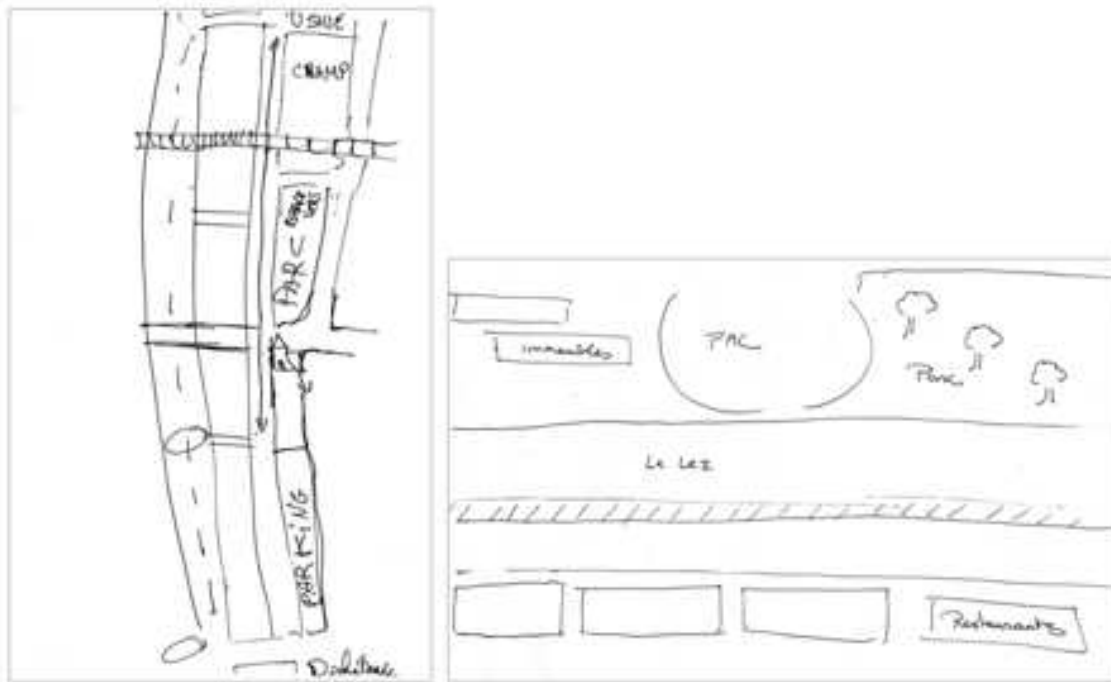 USINE
CHAMP
PARC
PARKING
immeubles
PAC
Parc
Le Lez
Restaurants